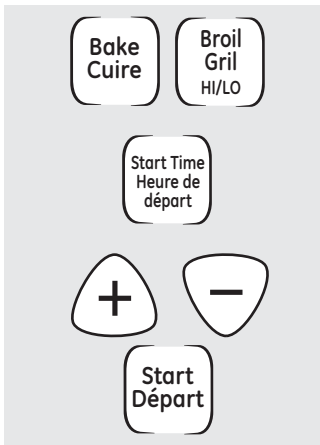 Bake
Cuire
Broil
Gril
HI/LO
Start Time
Heure de
départ
+
−
Start
Départ